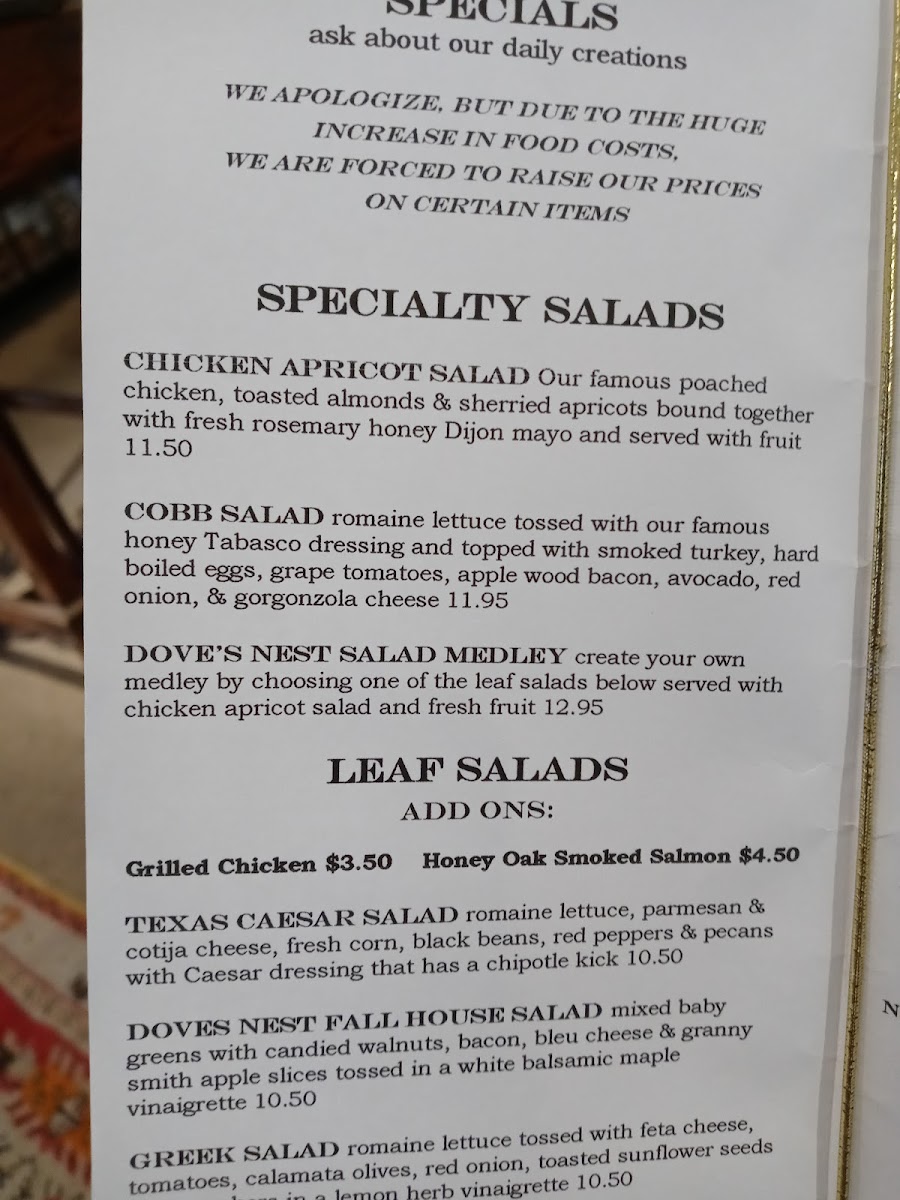 SPECIALS
ask about our daily creations
WE APOLOGIZE, BUT DUE TO THE HUGE
INCREASE IN FOOD COSTS,
WE ARE FORCED TO RAISE OUR PRICES
ON CERTAIN ITEMS
SPECIALTY SALADS
CHICKEN APRICOT SALAD Our famous poached
chicken, toasted almonds & sherried apricots bound together
with fresh rosemary honey Dijon mayo and served with fruit
11.50
COBB SALAD romaine lettuce tossed with our famous
honey Tabasco dressing and topped with smoked turkey, hard
boiled eggs, grape tomatoes, apple wood bacon, avocado, red
onion, & gorgonzola cheese 11.95
DOVE'S NEST SALAD MEDLEY create your own
medley by choosing one of the leaf salads below served with
chicken apricot salad and fresh fruit 12.95
LEAF SALADS
ADD ONS:
Grilled Chicken $3.50 Honey Oak Smoked Salmon $4.50
TEXAS CAESAR SALAD romaine lettuce, parmesan &
cotija cheese, fresh corn, black beans, red peppers & pecans
with Caesar dressing that has a chipotle kick 10.50
DOVES NEST FALL HOUSE SALAD mixed baby
greens with candied walnuts, bacon, bleu cheese & granny
smith apple slices tossed in a white balsamic maple
vinaigrette 10.50
GREEK SALAD romaine lettuce tossed with feta cheese,
tomatoes, calamata olives, red onion, toasted sunflower seeds
in a lemon herb vinaigrette 10.50
N